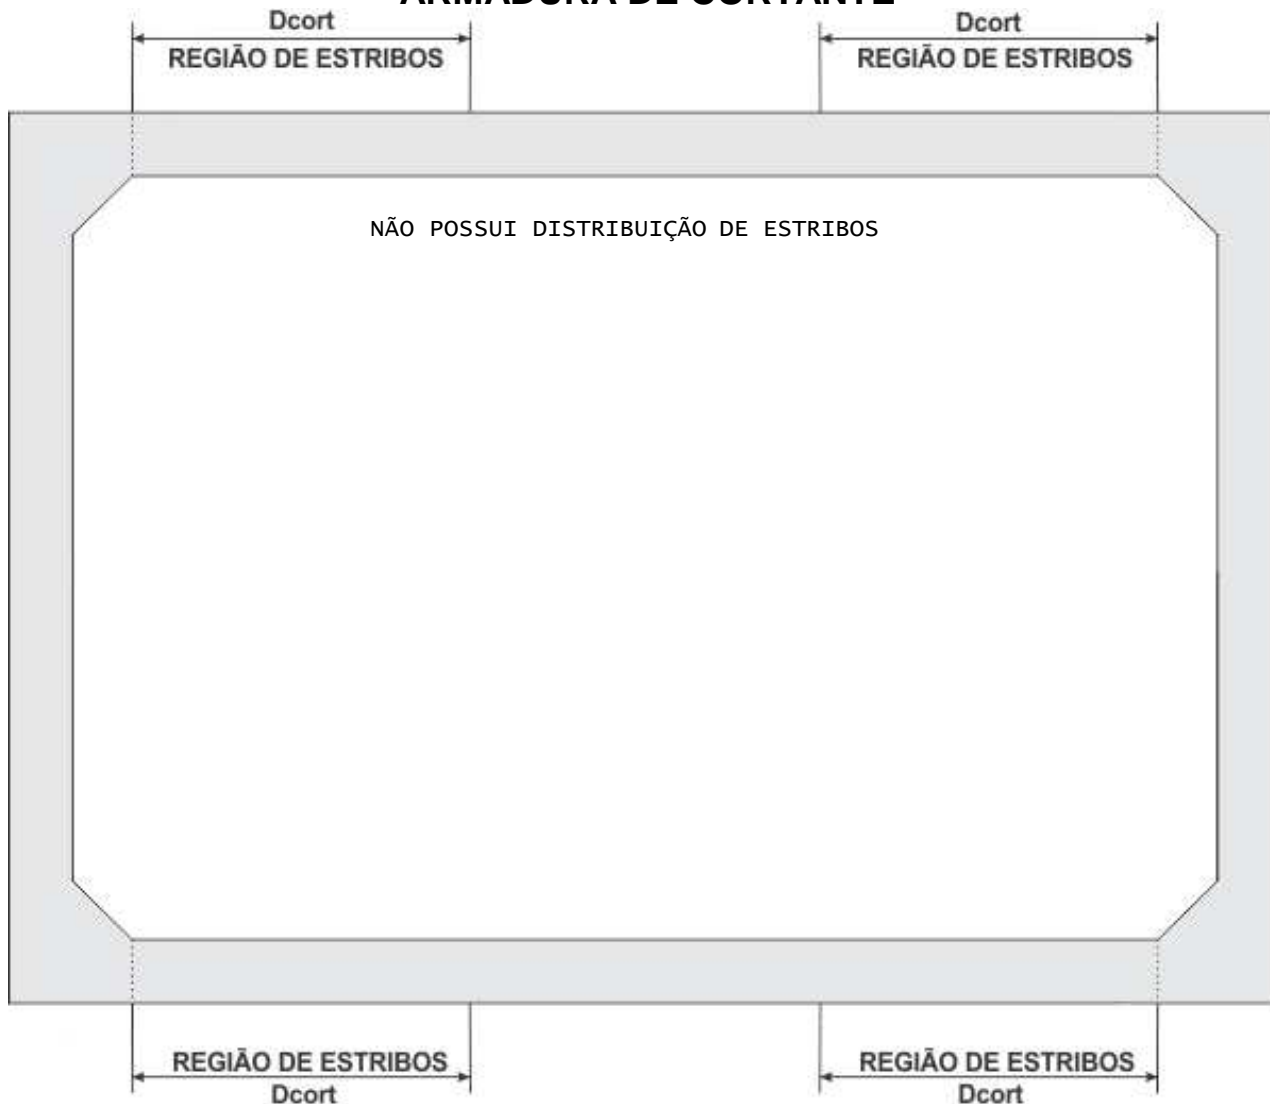 ARMADURA DE CORTANTE
Dcort
REGIÃO DE ESTRIBOS
Dcort
REGIÃO DE ESTRIBOS
NÃO POSSUI DISTRIBUIÇÃO DE ESTRIBOS
REGIÃO DE ESTRIBOS
Dcort
REGIÃO DE ESTRIBOS
Dcort